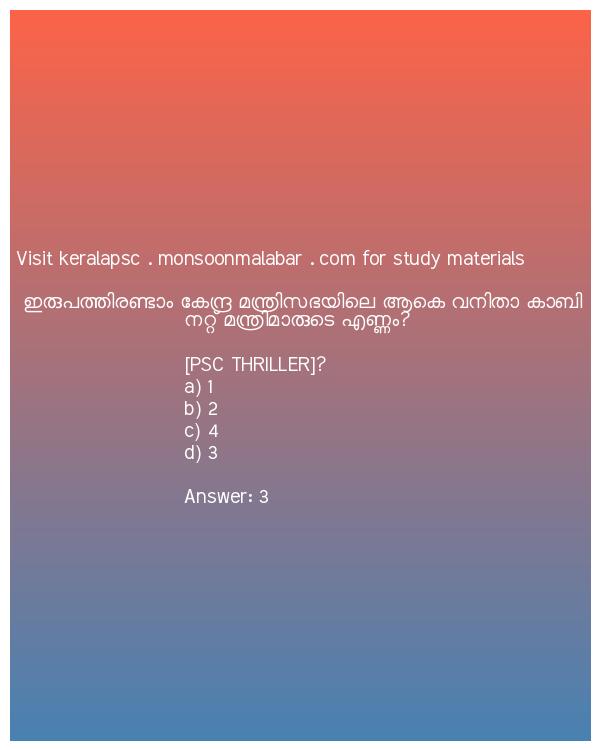 Visit keralapsc . monsoonmalabar . com for study materials
ഇരുപത്തിരണ്ടാം കേന്ദ്ര മന്ത്രിസഭയിലെ ആകെ വനിതാ കാബി
നറ്റ് മന്ത്രിമാരുടെ എണ്ണം?
[PSC THRILLER]?
a) 1
b) 2
c) 4
d) 3
Answer: 3